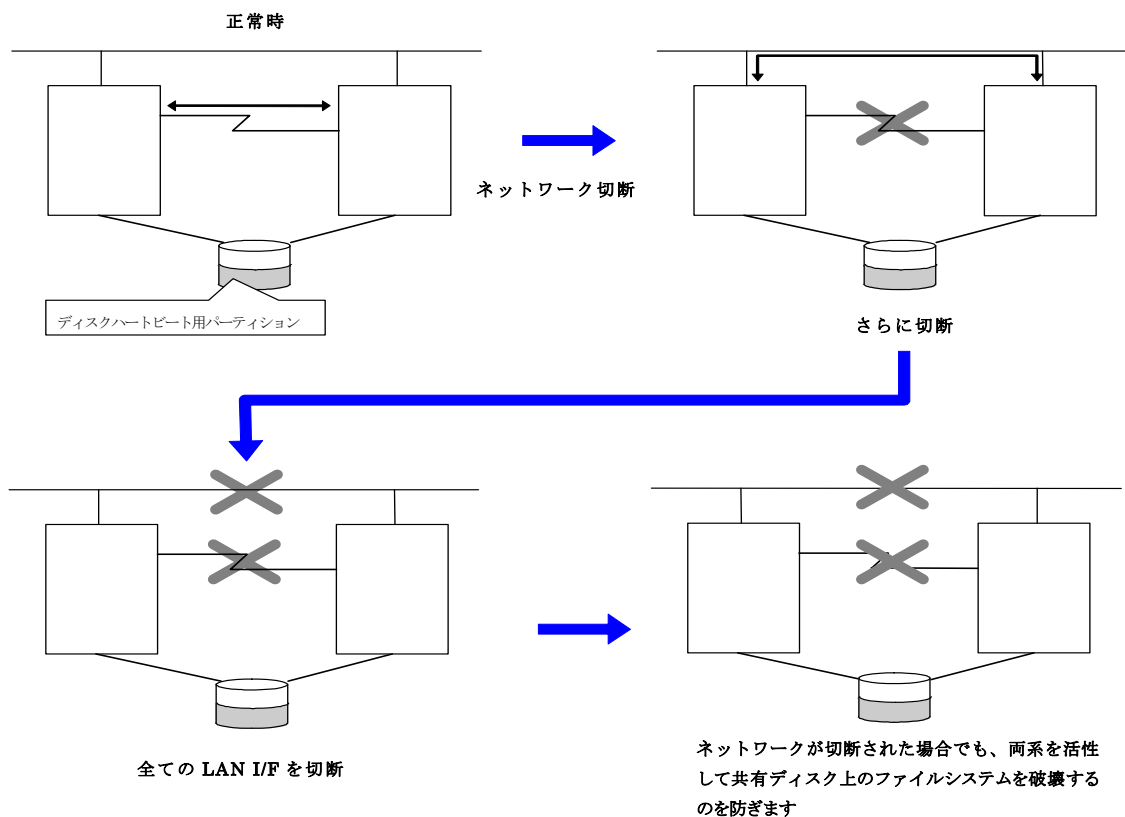 正常時
ネットワーク切断
ディスクハートビート用パーティション
さらに切断
全ての LAN I/F を切断
ネットワークが切断された場合でも、両系を活性
して共有ディスク上のファイルシステムを破壊する
のを防ぎます